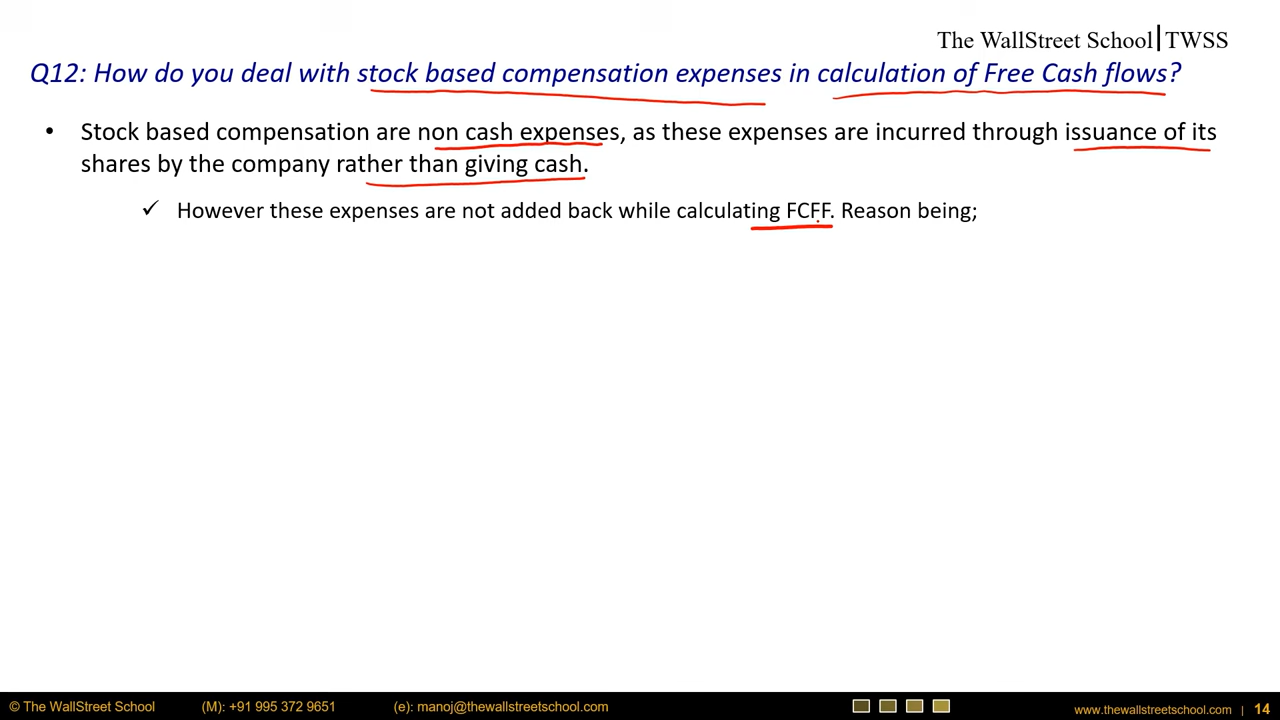 The WallStreet School|TWSS
Q12: How do you deal with stock based compensation expenses in calculation of Free Cash flows?
• Stock based compensation are non cash expenses, as these expenses are incurred through issuance of its
shares by the company rather than giving cash.
✓ However these expenses are not added back while calculating FCFF. Reason being;
© The WallStreet School (M): +91 995 372 9651 (e): manoj@thewallstreetschool.com www.thewallstreetschool.com | 14